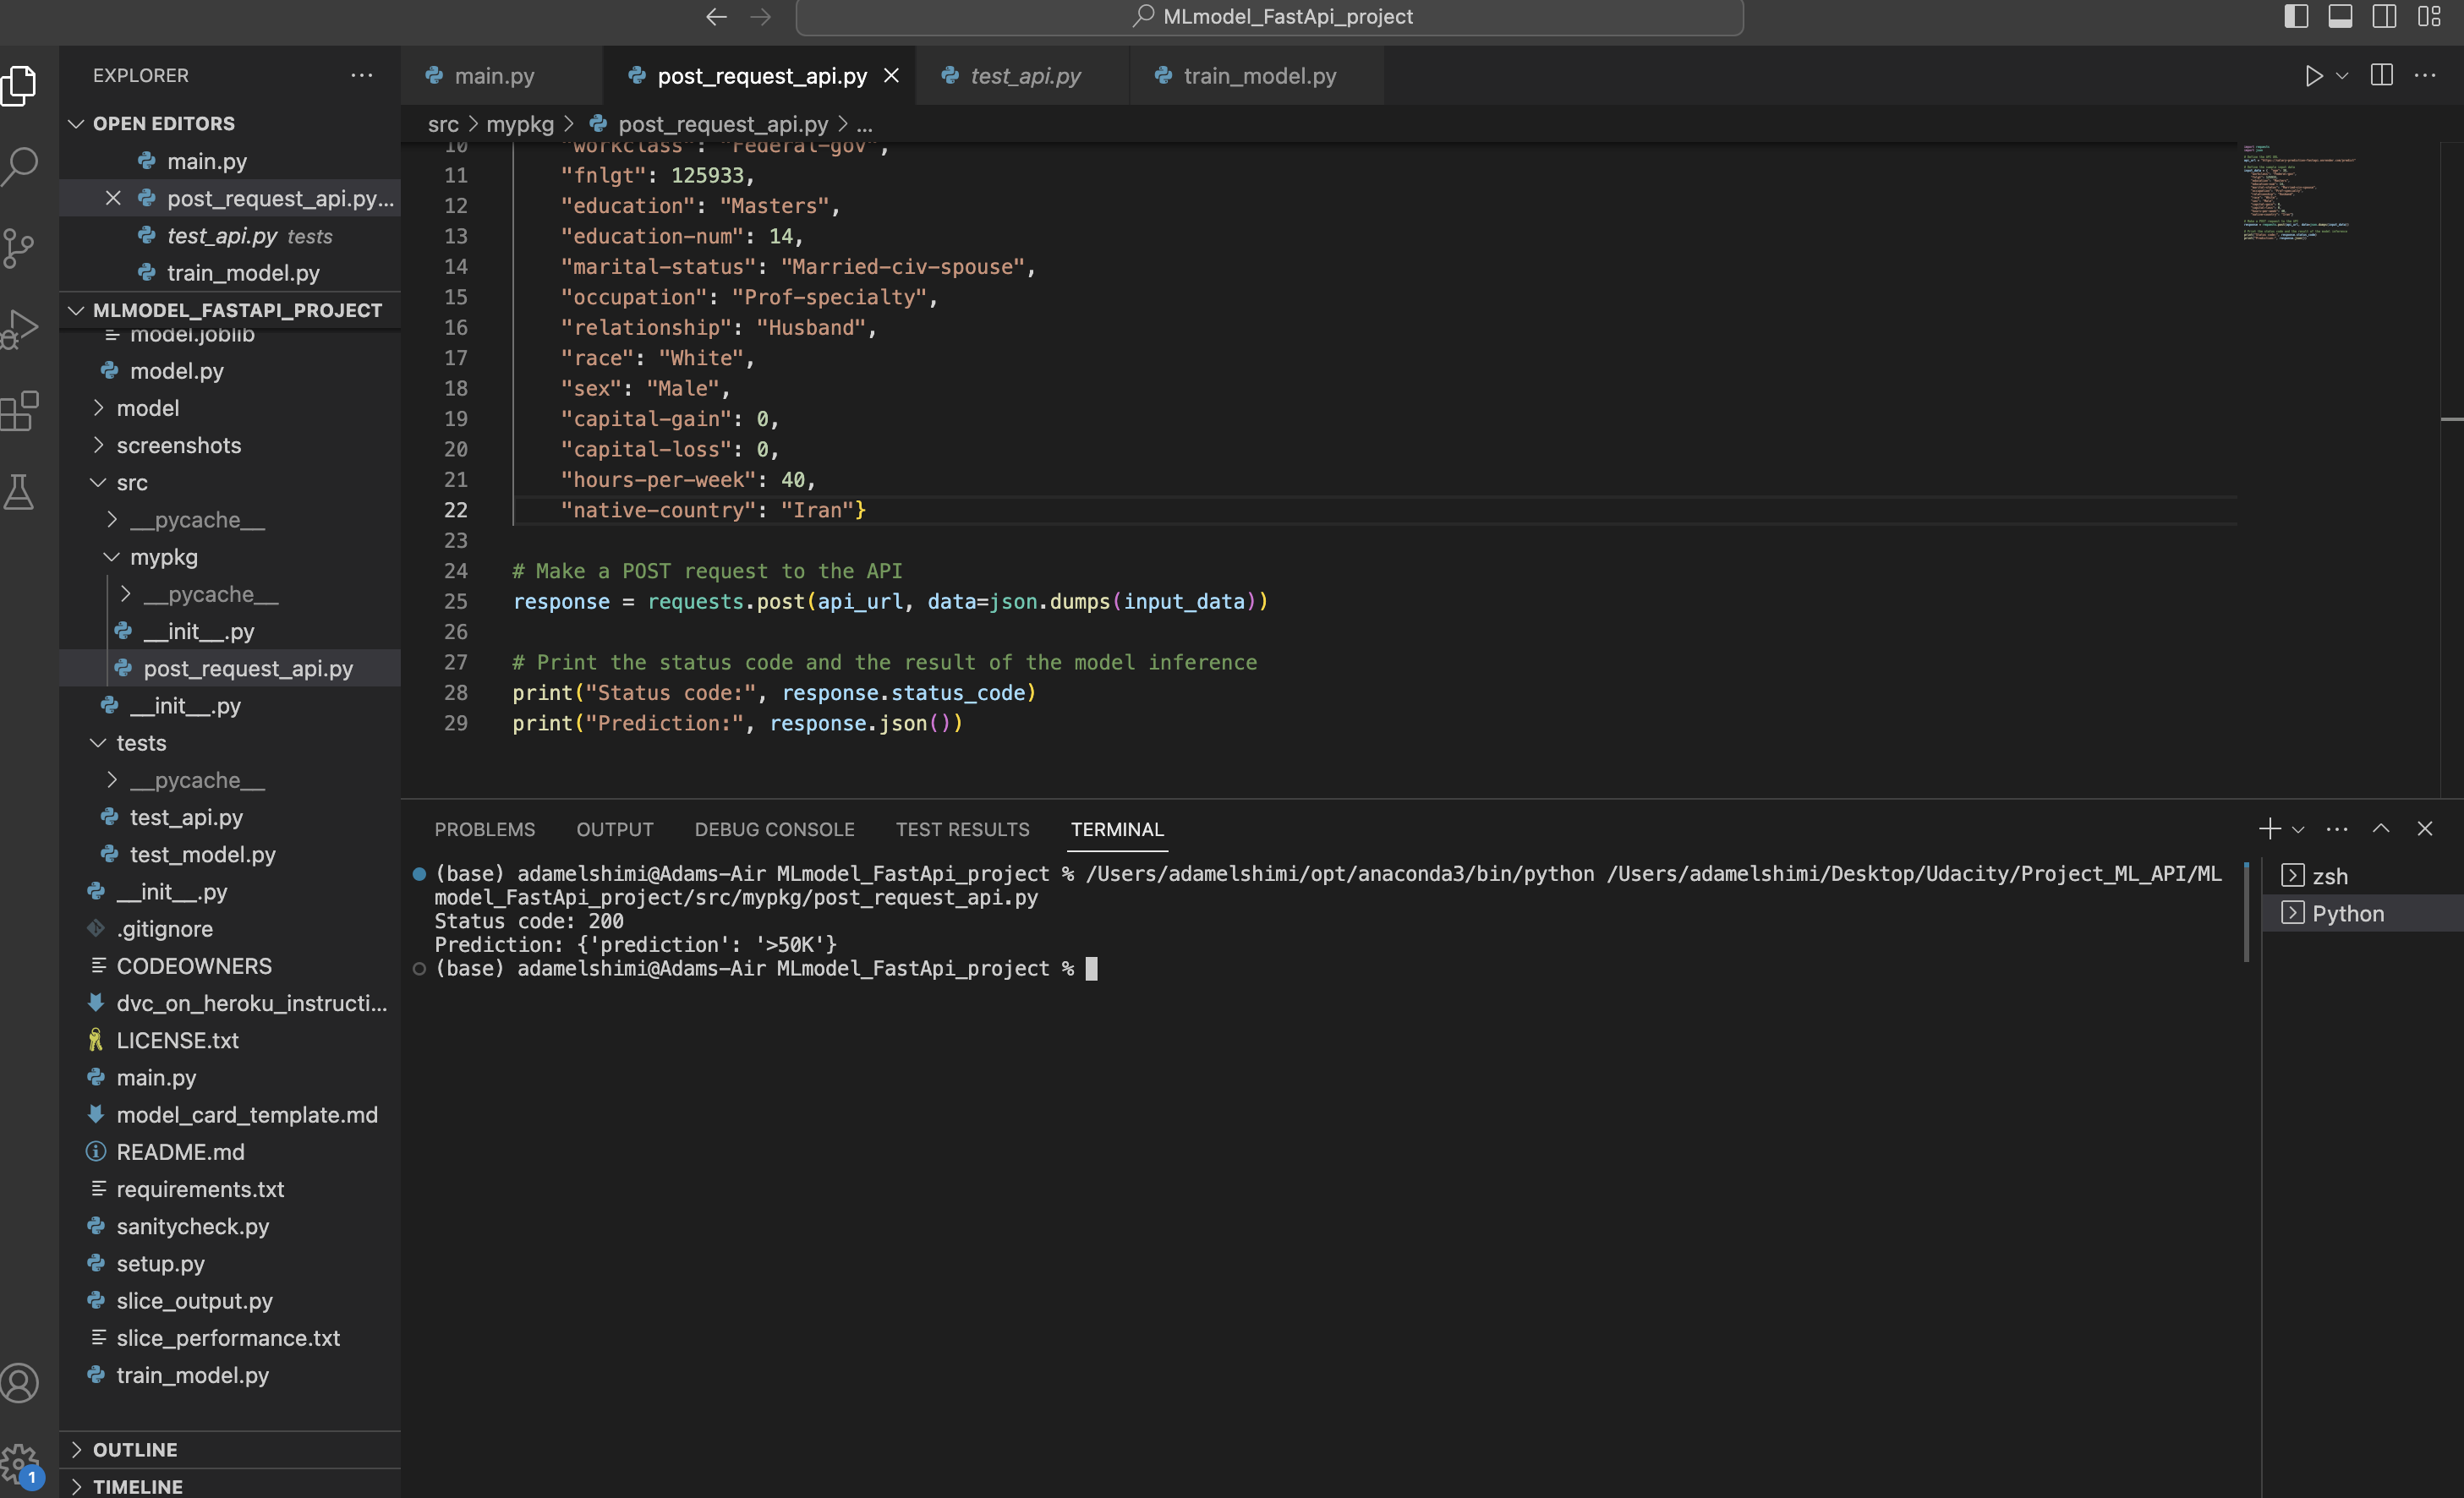 MLmodel_FastApi_project
EXPLORER
OPEN EDITORS
main.py
post_request_api.py...
test_api.py tests
train_model.py
MLMODEL_FASTAPI_PROJECT
model.joblib
model.py
model
screenshots
src
__pycache__
mypkg
__pycache__
__init__.py
post_request_api.py
__init__.py
tests
__pycache__
test_api.py
test_model.py
__init__.py
.gitignore
CODEOWNERS
dvc_on_heroku_instructi...
LICENSE.txt
main.py
model_card_template.md
README.md
requirements.txt
sanitycheck.py
setup.py
slice_output.py
slice_performance.txt
train_model.py
OUTLINE
TIMELINE
1
main.py post_request_api.py test_api.py train_model.py
src > mypkg > post_request_api.py > ...
10 "workclass": "Federal-gov",
11 "fnlgt": 125933,
12 "education": "Masters",
13 "education-num": 14,
14 "marital-status": "Married-civ-spouse",
15 "occupation": "Prof-specialty",
16 "relationship": "Husband",
17 "race": "White",
18 "sex": "Male",
19 "capital-gain": 0,
20 "capital-loss": 0,
21 "hours-per-week": 40,
22 "native-country": "Iran"}
23
24 # Make a POST request to the API
25 response = requests.post(api_url, data=json.dumps(input_data))
26
27 # Print the status code and the result of the model inference
28 print("Status code:", response.status_code)
29 print("Prediction:", response.json())
PROBLEMS OUTPUT DEBUG CONSOLE TEST RESULTS TERMINAL
(base) adamelshimi@Adams-Air MLmodel_FastApi_project % /Users/adamelshimi/opt/anaconda3/bin/python /Users/adamelshimi/Desktop/Udacity/Project_ML_API/ML
model_FastApi_project/src/mypkg/post_request_api.py
Status code: 200
Prediction: {'prediction': '>50K'}
(base) adamelshimi@Adams-Air MLmodel_FastApi_project %
zsh
Python